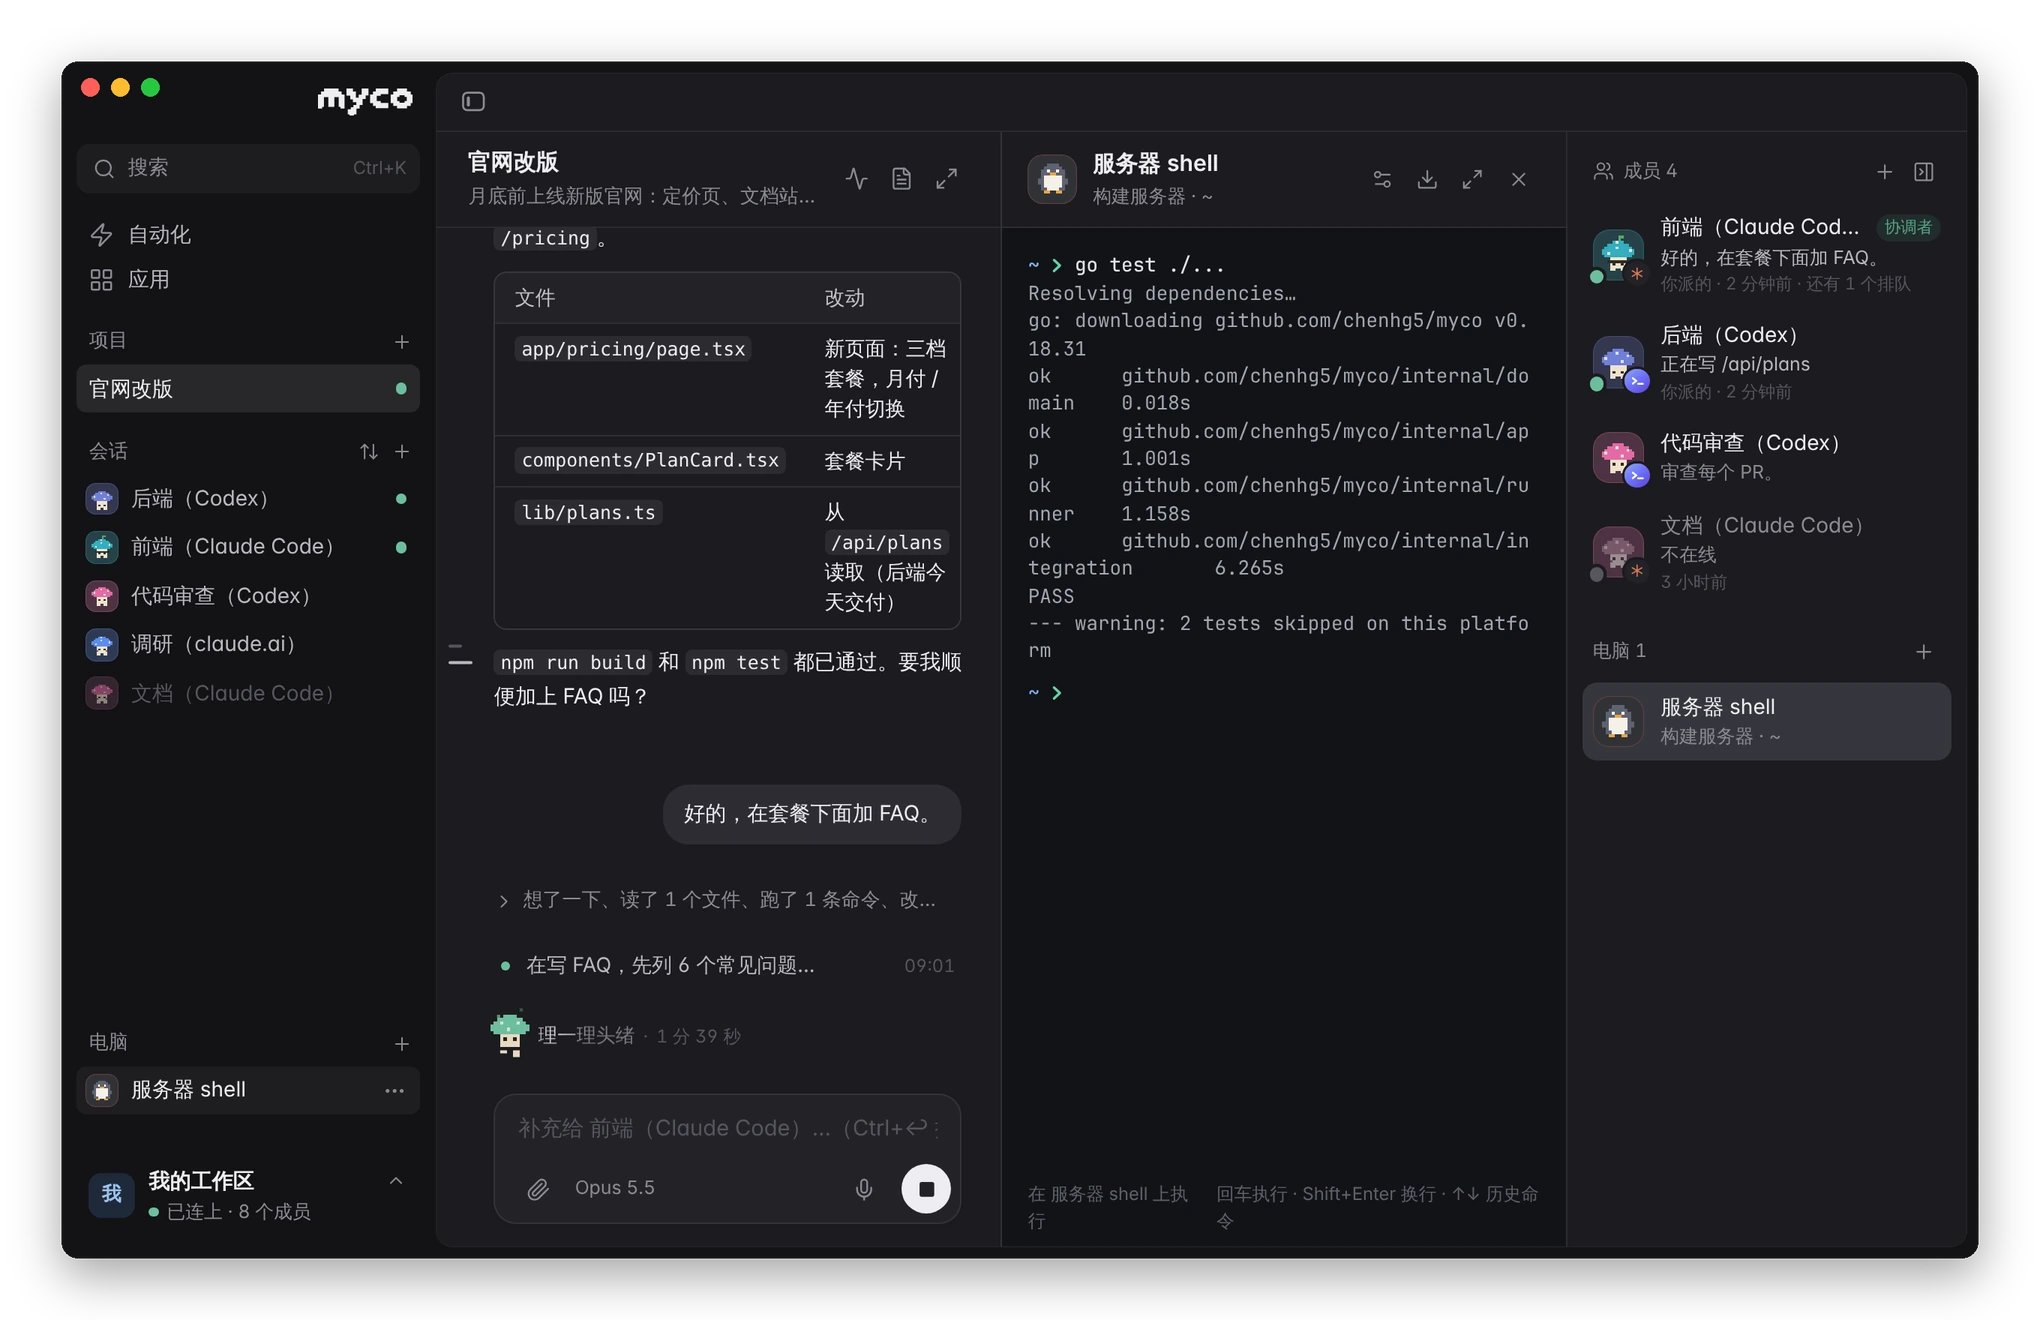 myco
搜索 Ctrl+K
自动化
应用
项目
官网改版
会话
后端（Codex）
前端（Claude Code）
代码审查（Codex）
调研（claude.ai）
文档（Claude Code）
电脑
服务器 shell
我
我的工作区
已连上 · 8 个成员
官网改版
月底前上线新版官网：定价页、文档站...
/pricing 。
文件 改动
app/pricing/page.tsx 新页面：三档
套餐，月付 /
年付切换
components/PlanCard.tsx 套餐卡片
lib/plans.ts 从
/api/plans
读取（后端今
天交付）
npm run build 和 npm test 都已通过。要我顺
便加上 FAQ 吗？
好的，在套餐下面加 FAQ。
想了一下、读了 1 个文件、跑了 1 条命令、改...
在写 FAQ，先列 6 个常见问题... 09:01
理一理头绪 · 1 分 39 秒
补充给 前端（Claude Code）...（Ctrl+↩
Opus 5.5
服务器 shell
构建服务器 · ~
~ > go test ./...
Resolving dependencies…
go: downloading github.com/chenhg5/myco v0.
18.31
ok github.com/chenhg5/myco/internal/do
main 0.018s
ok github.com/chenhg5/myco/internal/ap
p 1.001s
ok github.com/chenhg5/myco/internal/ru
nner 1.158s
ok github.com/chenhg5/myco/internal/in
tegration 6.265s
PASS
--- warning: 2 tests skipped on this platfo
rm
~ >
在 服务器 shell 上执
行
回车执行 · Shift+Enter 换行 · ↑↓ 历史命
令
成员 4
前端（Claude Cod... 协调者
好的，在套餐下面加 FAQ。
你派的 · 2 分钟前 · 还有 1 个排队
后端（Codex）
正在写 /api/plans
你派的 · 2 分钟前
代码审查（Codex）
审查每个 PR。
文档（Claude Code）
不在线
3 小时前
电脑 1
服务器 shell
构建服务器 · ~